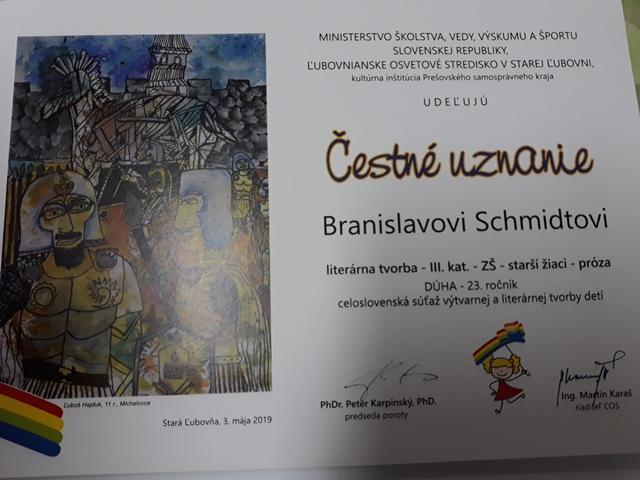 MINISTERSTVO ŠKOLSTVA, VEDY, VÝSKUMU A ŠPORTU
SLOVENSKEJ REPUBLIKY,
ĽUBOVNIANSKE OSVETOVÉ STREDISKO V STAREJ ĽUBOVNI,
kultúrna inštitúcia Prešovského samosprávneho kraja
UDEĽUJÚ
Čestné uznanie
Branislavovi Schmidtovi
literárna tvorba - III. kat. - ZŠ - starší žiaci - próza
DÚHA - 23. ročník
celoslovenská súťaž výtvarnej a literárnej tvorby detí
PhDr. Peter Karpinský, PhD.
predseda poroty
Ing. Martin Karaš
riaditeľ ĽOS
Ľuboš Hajduk, 11 r., Michalovce
Stará Ľubovňa, 3. mája 2019